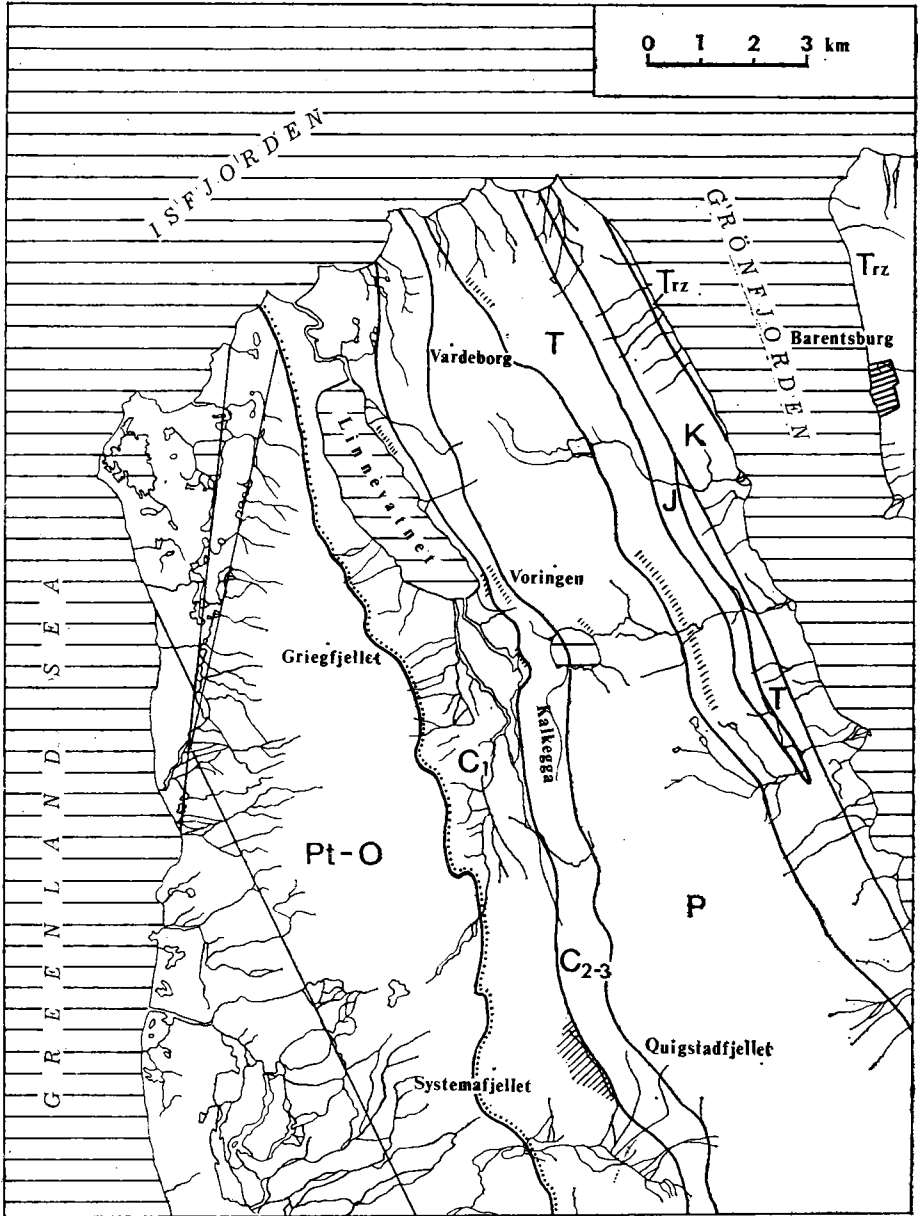 0 1 2 3 km
ISFJORDEN
GRÖNFJORDEN
Trz
Trz
Barentsburg
T
Vardeborg
K
Linnevatnet
J
Voringen
Griegfjellet
T
Kalkegga
C1
GREENLAND SEA
Pt-O
P
C2-3
Quigstadfjellet
Systemafjellet